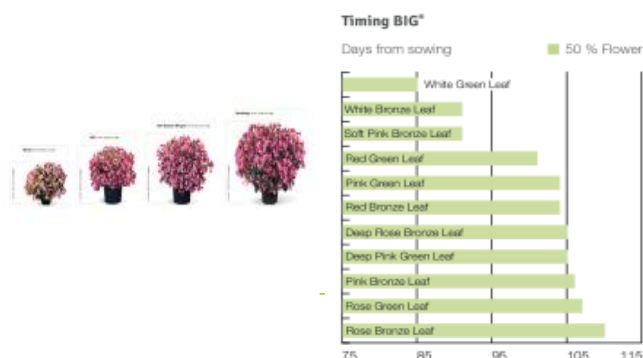 Timing BIG®
Days from sowing
50 % Flower
White Green Leaf
White Bronze Leaf
Soft Pink Bronze Leaf
Red Green Leaf
Pink Green Leaf
Red Bronze Leaf
Deep Rose Bronze Leaf
Deep Pink Green Leaf
Pink Bronze Leaf
Rose Green Leaf
Rose Bronze Leaf
75 85 95 105 115